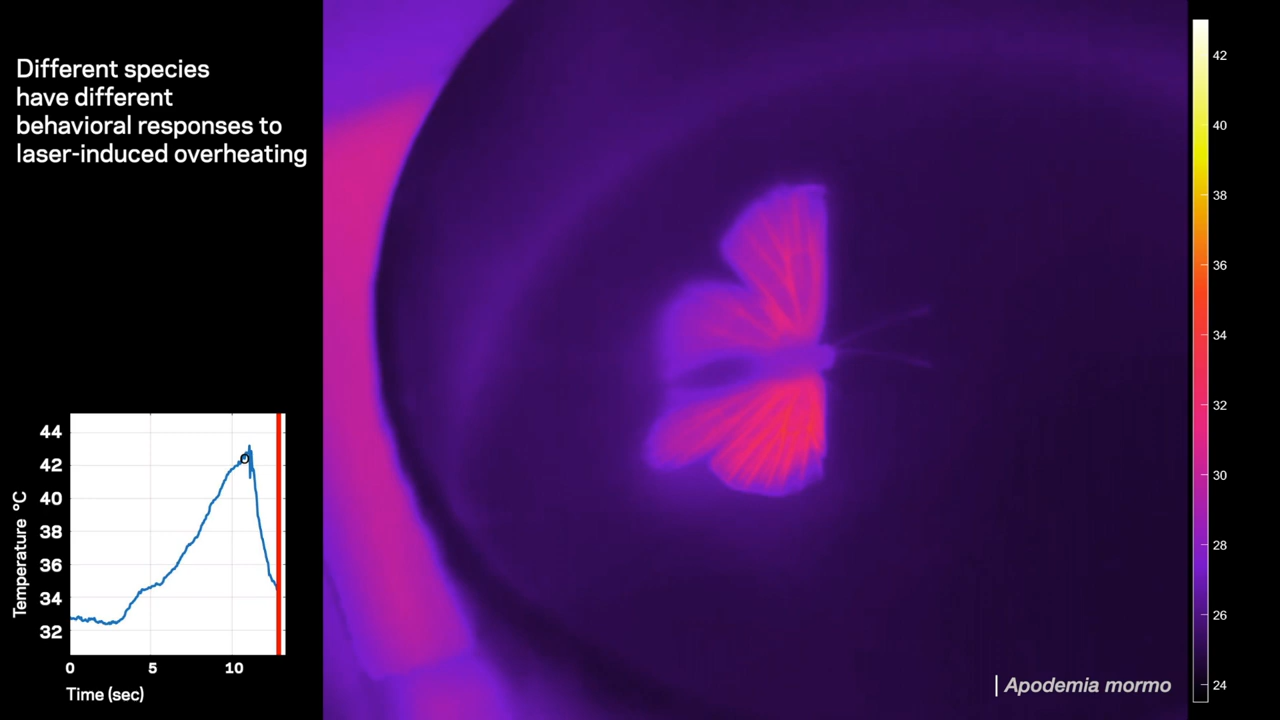 Different species
have different
behavioral responses to
laser-induced overheating
44
42
40
38
36
34
32
Temperature °C
0 5 10
Time (sec)
42
40
38
36
34
32
30
28
26
24
| Apodemia mormo